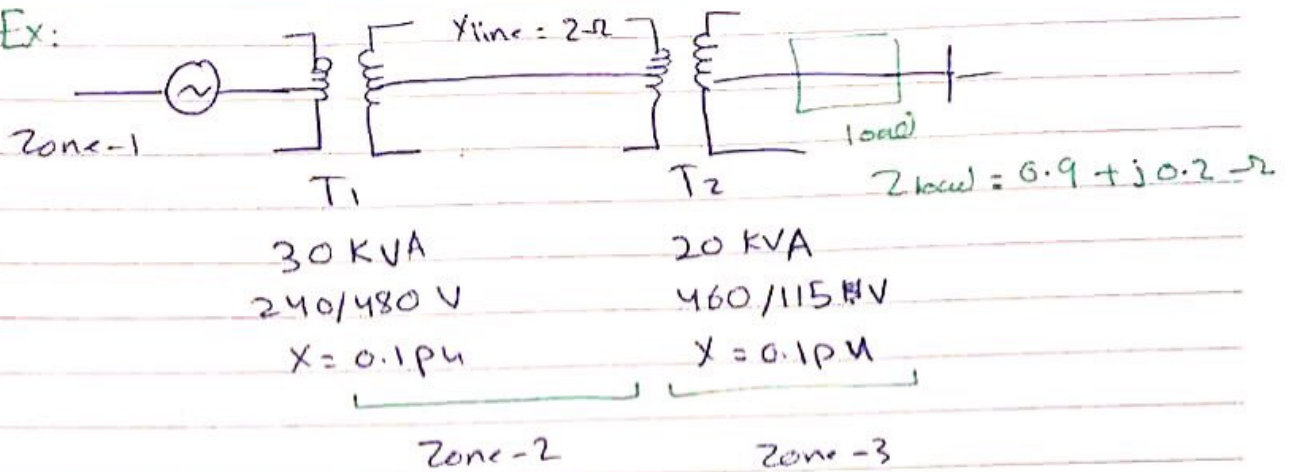 Ex:
Xline = 2Ω
Zone-1
load
T1 T2 Zload = 0.9 + j0.2 Ω
30 KVA 20 KVA
240/480 V 460/115 V
X = 0.1pu X = 0.1pu
Zone-2 Zone-3